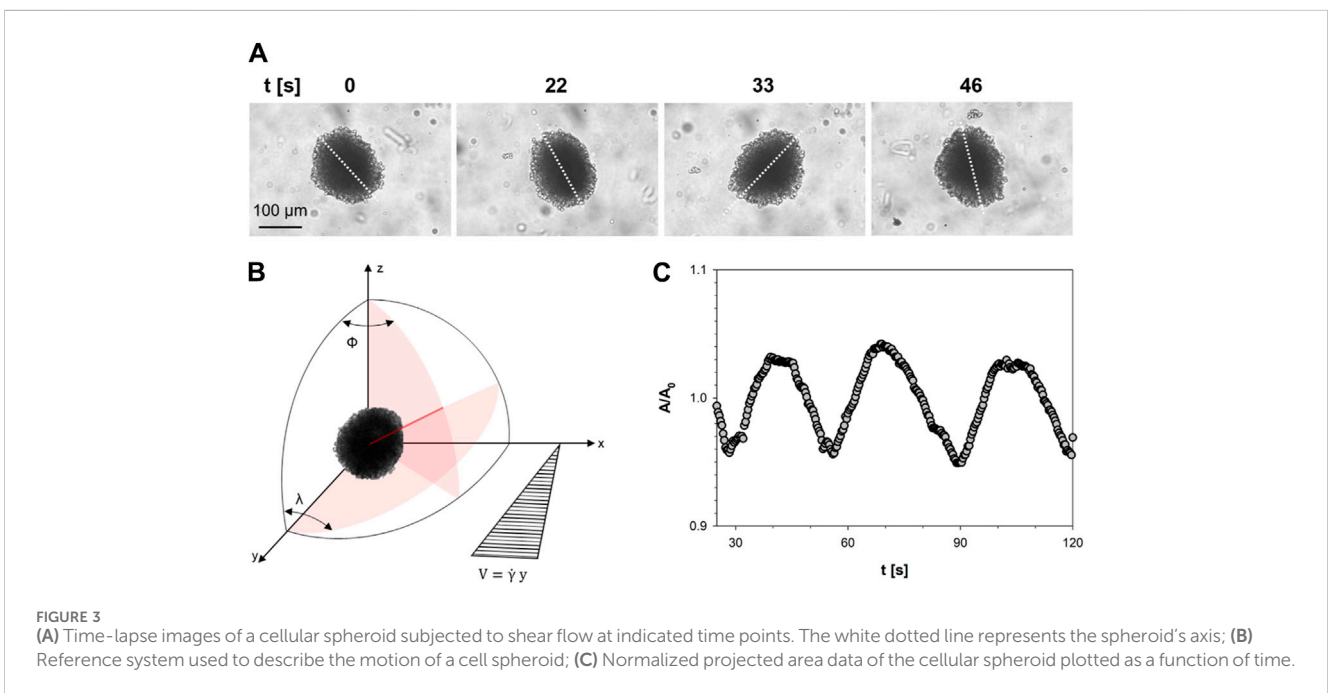 A
t [s] 0 22 33 46
100 μm
B
z
Φ
x
λ
y
V = γ̇ y
C
1.1
1.0
0.9
A/A₀
30 60 90 120
t [s]
FIGURE 3
(A) Time-lapse images of a cellular spheroid subjected to shear flow at indicated time points. The white dotted line represents the spheroid's axis; (B)
Reference system used to describe the motion of a cell spheroid; (C) Normalized projected area data of the cellular spheroid plotted as a function of time.